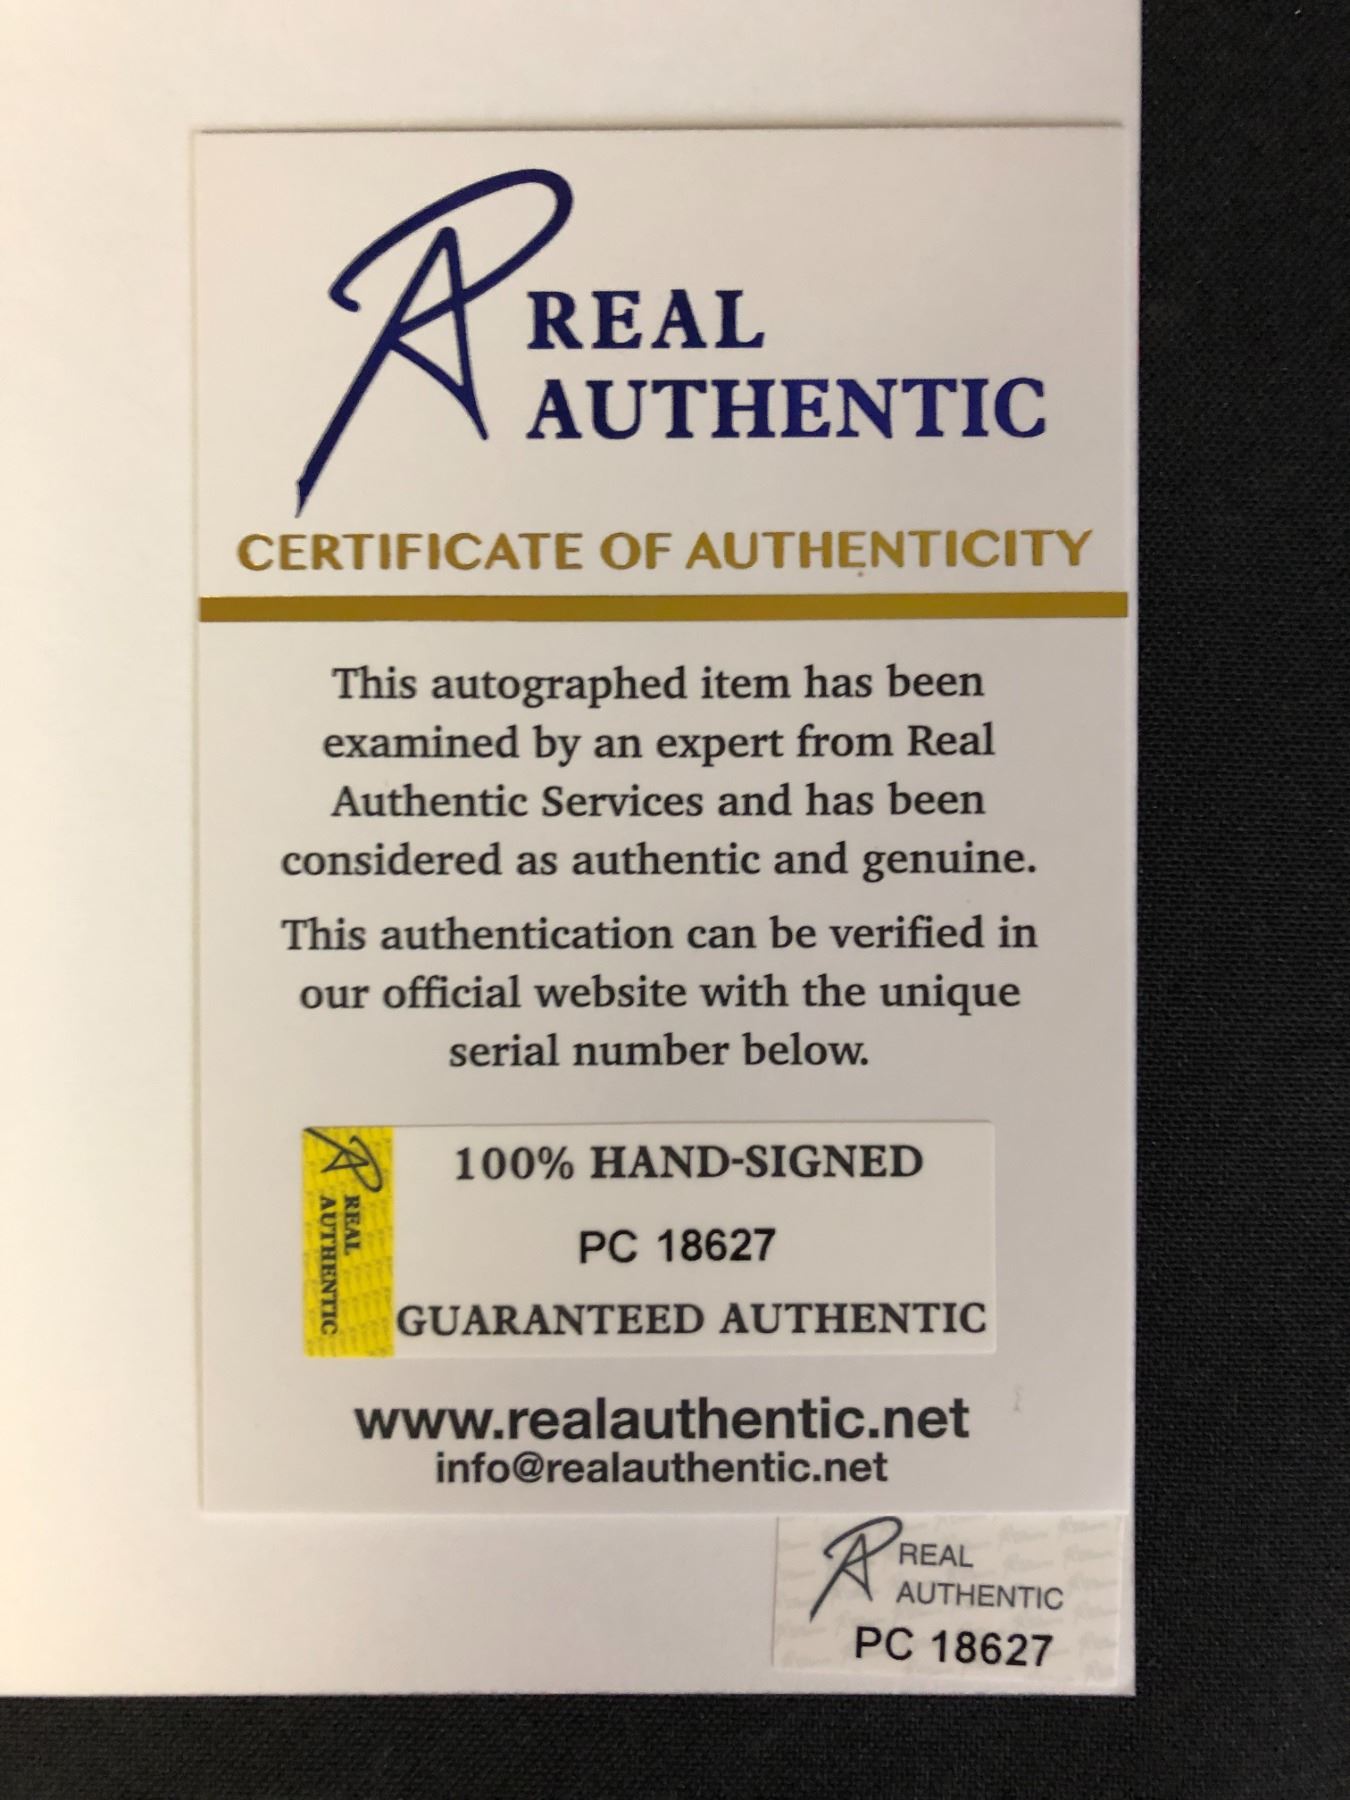 REAL
AUTHENTIC
CERTIFICATE OF AUTHENTICITY
This autographed item has been
examined by an expert from Real
Authentic Services and has been
considered as authentic and genuine.
This authentication can be verified in
our official website with the unique
serial number below.
REAL
AUTHENTIC
100% HAND-SIGNED
PC 18627
GUARANTEED AUTHENTIC
www.realauthentic.net
info@realauthentic.net
REAL
AUTHENTIC
PC 18627